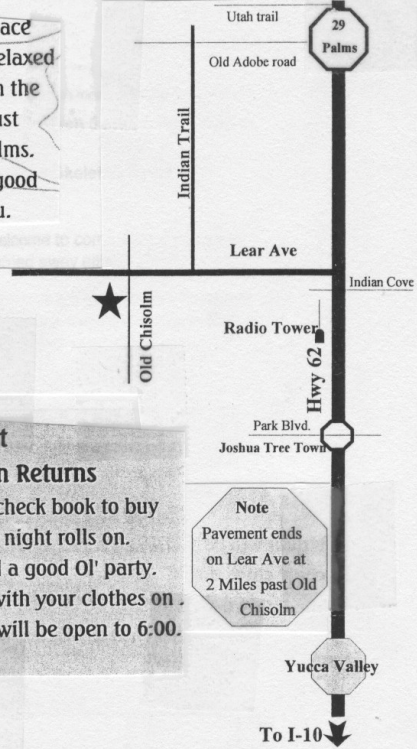 Utah trail
29
Palms
ace
elaxed
Old Adobe road
n the
ust
lms.
good
u.
Indian Trail
Lear Ave
Indian Cove
Old Chisolm
Radio Tower
Hwy 62
Park Blvd.
Joshua Tree Town
t
n Returns
check book to buy
night rolls on.
l a good Ol' party.
with your clothes on .
will be open to 6:00.
Note
Pavement ends
on Lear Ave at
2 Miles past Old
Chisolm
Yucca Valley
To I-10